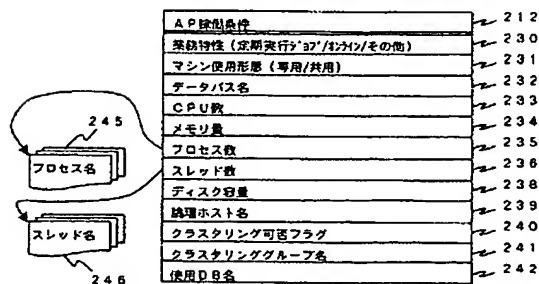 AP稼働条件 212
業務特性(定期実行ジョブ/オンライン/その他) 230
マシン使用形態(専用/共用) 231
データパス名 232
CPU数 233
メモリ量 234
プロセス数 235
スレッド数 236
ディスク容量 238
論理ホスト名 239
クラスタリング可否フラグ 240
クラスタリンググループ名 241
使用DB名 242
245
プロセス名
スレッド名
246